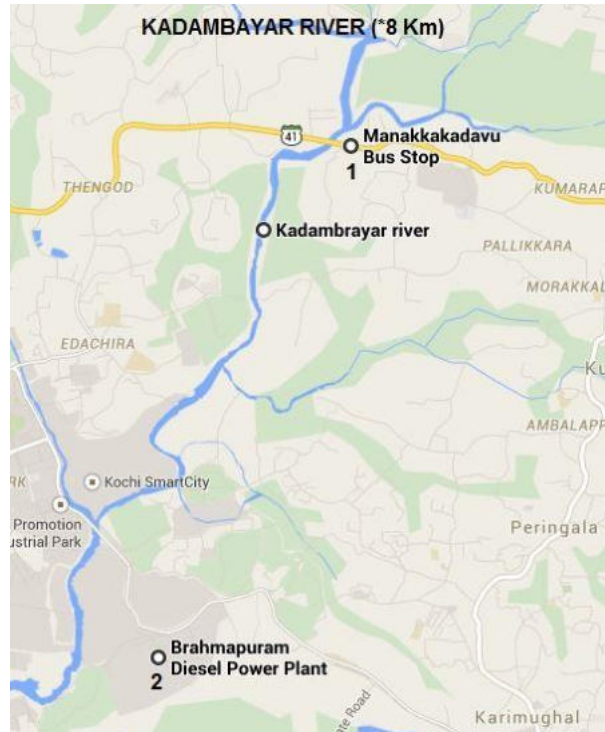 KADAMBAYAR RIVER (*8 Km)
41
Manakkakadavu
Bus Stop
1
THENGOD
KUMARAP
Kadambrayar river
PALLIKKARA
MORAKKAL
EDACHIRA
Ku
AMBALAPP
RK
Kochi SmartCity
Promotion
ustrial Park
Peringala
Brahmapuram
Diesel Power Plant
2
te Road
Karimughal